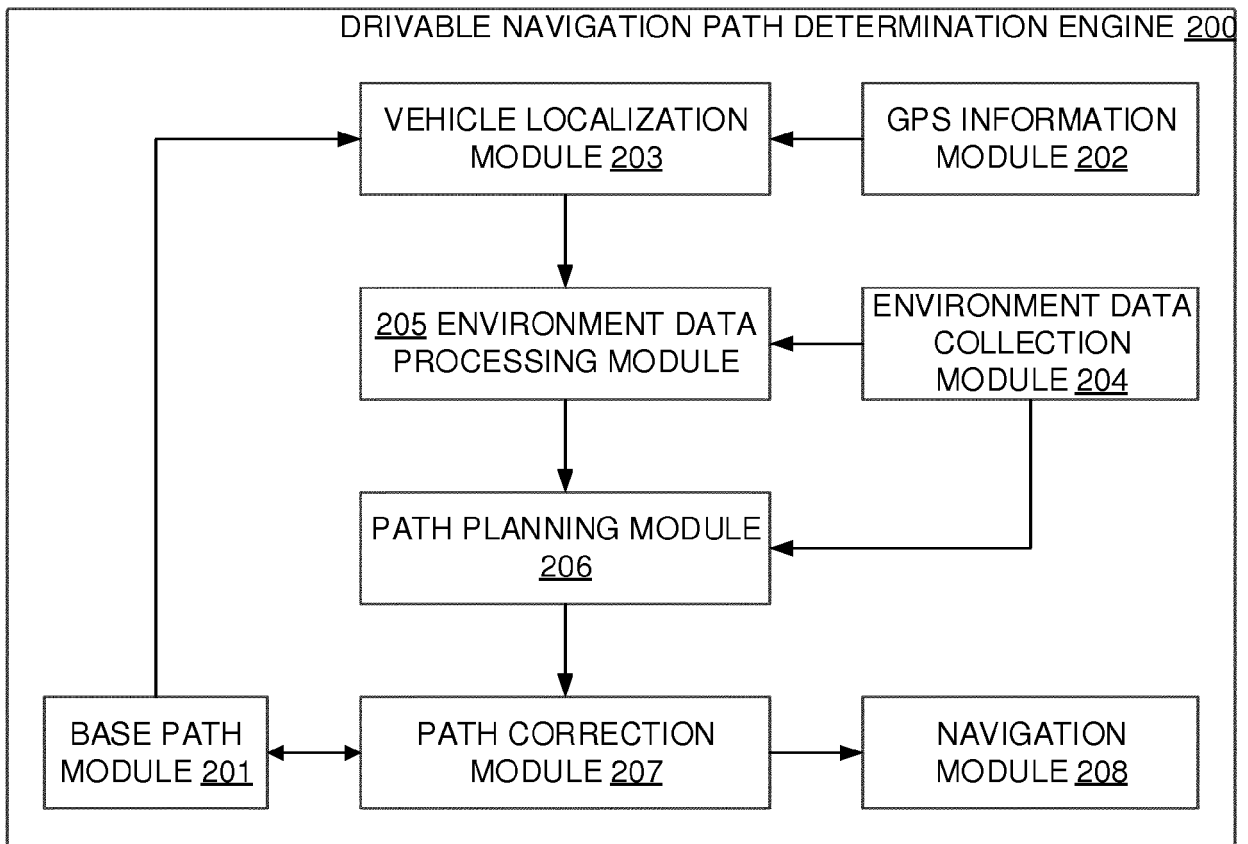 DRIVABLE NAVIGATION PATH DETERMINATION ENGINE 200
VEHICLE LOCALIZATION
MODULE 203
GPS INFORMATION
MODULE 202
205 ENVIRONMENT DATA
PROCESSING MODULE
ENVIRONMENT DATA
COLLECTION
MODULE 204
PATH PLANNING MODULE
206
BASE PATH
MODULE 201
PATH CORRECTION
MODULE 207
NAVIGATION
MODULE 208